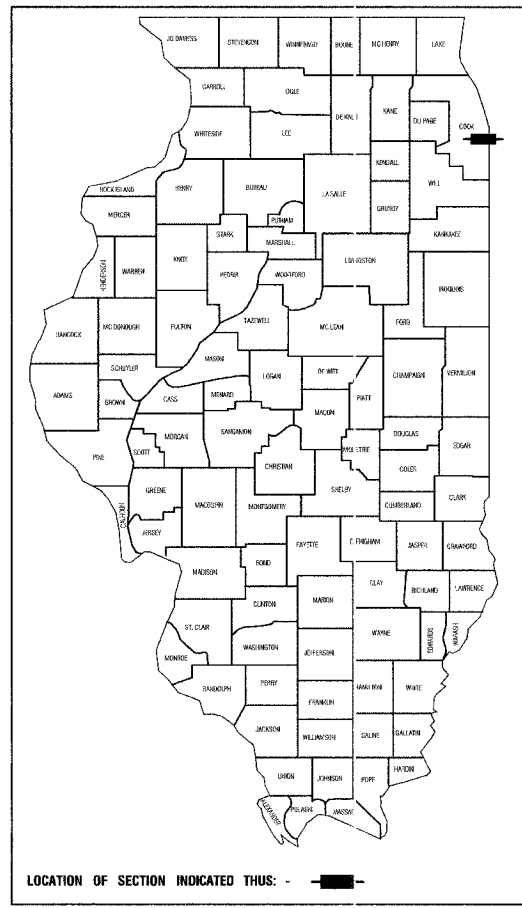 JO DAVIESS STEPHENSON WINNEBAGO BOONE MC HENRY LAKE
CARROLL OGLE DE KALB KANE DU PAGE COOK
WHITESIDE LEE KENDALL WILL
ROCK ISLAND HENRY BUREAU LA SALLE GRUNDY
MERCER PUTNAM KANKAKEE
STARK MARSHALL LIVINGSTON
HENDERSON WARREN KNOX PEORIA WOODFORD IROQUOIS
HANCOCK MC DONOUGH FULTON TAZEWELL MC LEAN FORD
SCHUYLER MASON
ADAMS BROWN CASS MENARD LOGAN DE WITT PIATT CHAMPAIGN VERMILION
PIKE SCOTT MORGAN SANGAMON MACON MOULTRIE DOUGLAS EDGAR
CHRISTIAN COLES
CALHOUN GREENE MACOUPIN MONTGOMERY SHELBY CUMBERLAND CLARK
JERSEY FAYETTE EFFINGHAM JASPER CRAWFORD
MADISON BOND CLAY RICHLAND LAWRENCE
CLINTON MARION
ST. CLAIR WASHINGTON JEFFERSON WAYNE EDWARDS WABASH
MONROE
RANDOLPH PERRY FRANKLIN HAMILTON WHITE
JACKSON WILLIAMSON SALINE GALLATIN
UNION JOHNSON POPE HARDIN
ALEXANDER PULASKI MASSAC
LOCATION OF SECTION INDICATED THUS: -